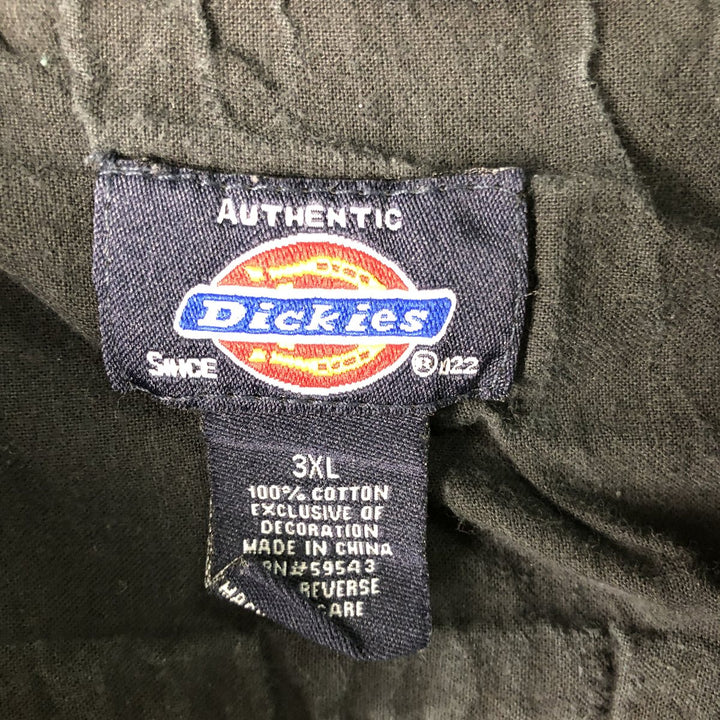 AUTHENTIC
Dickies
SINCE ® 1922
3XL
100% COTTON
EXCLUSIVE OF
DECORATION
MADE IN CHINA
RN#59543
REVERSE
CARE